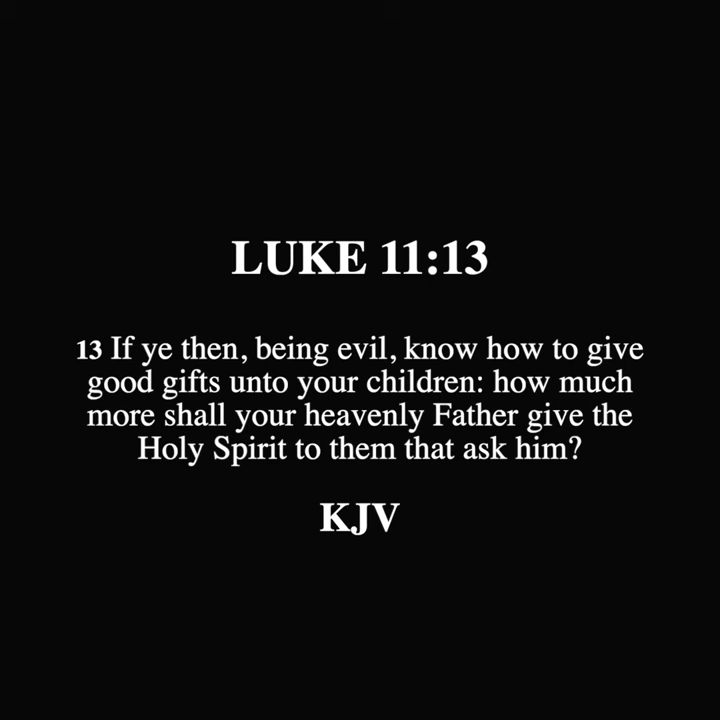 LUKE 11:13
13 If ye then, being evil, know how to give
good gifts unto your children: how much
more shall your heavenly Father give the
Holy Spirit to them that ask him?
KJV